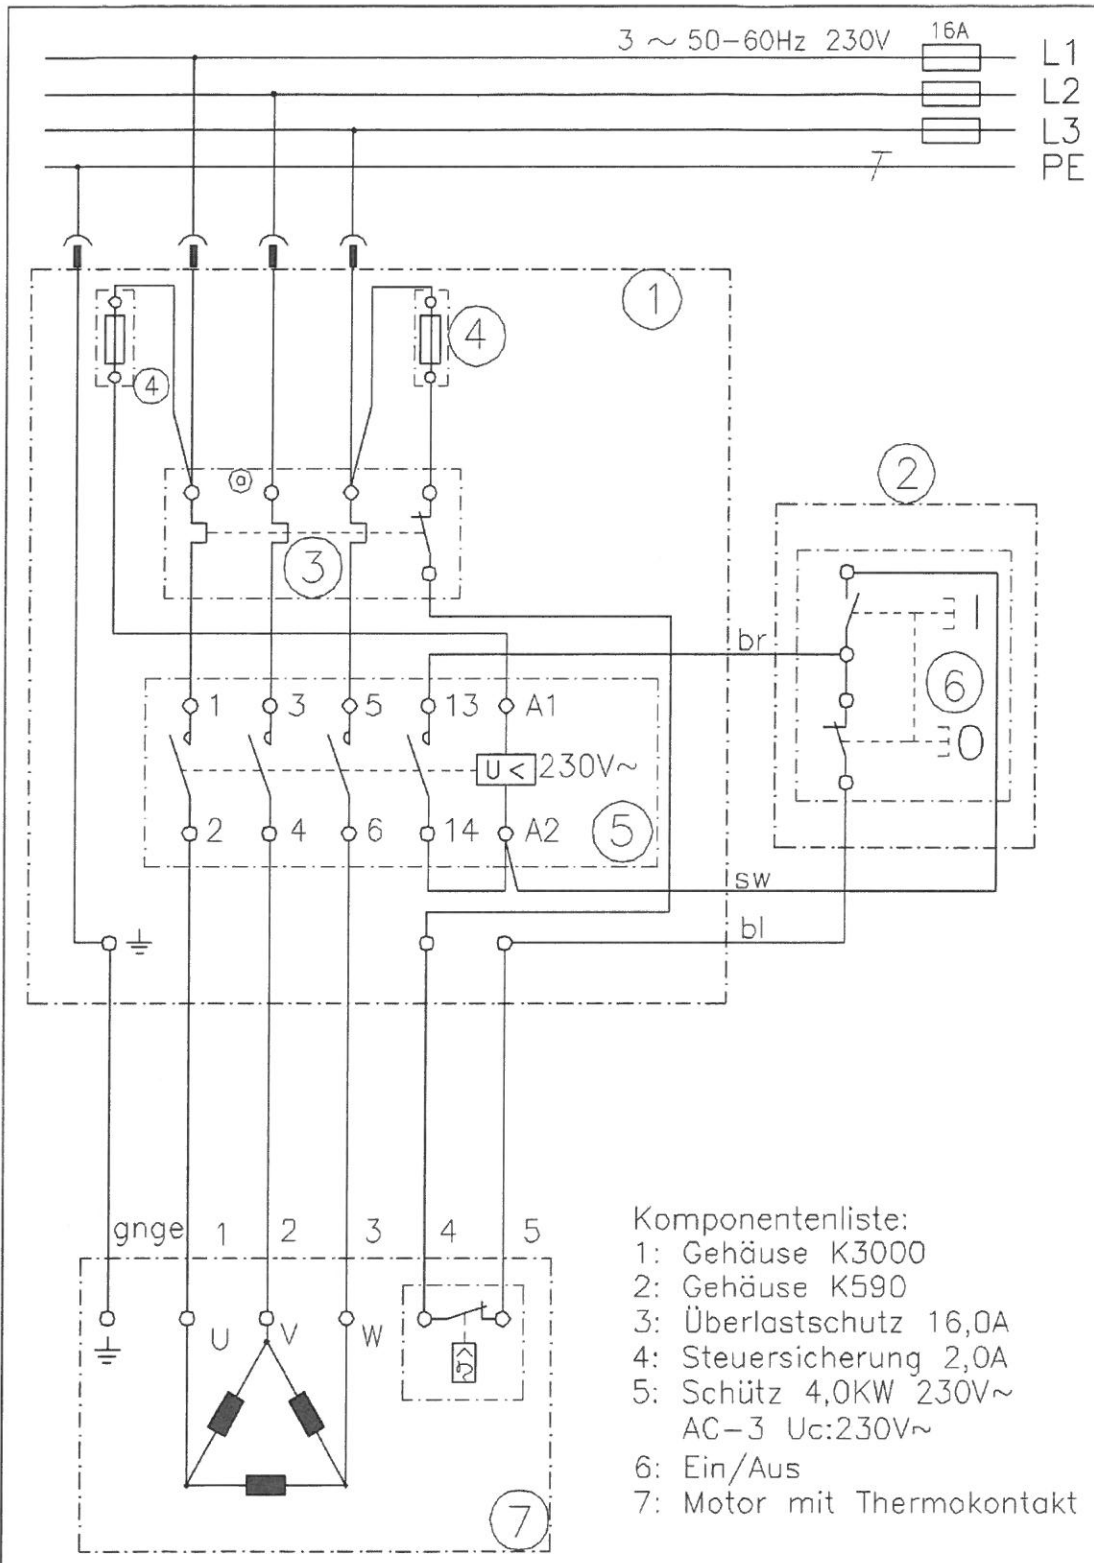 3 ~ 50-60Hz 230V 16A L1
L2
L3
PE
1
4
4
2
a
3
br
I
6
O
1 3 5 13 A1
U< 230V~
2 4 6 14 A2
5
sw
bl
gnge 1 2 3 4 5
U V W
7
Komponentenliste:
1: Gehäuse K3000
2: Gehäuse K590
3: Überlastschutz 16,0A
4: Steuersicherung 2,0A
5: Schütz 4,0KW 230V~
AC-3 Uc:230V~
6: Ein/Aus
7: Motor mit Thermokontakt